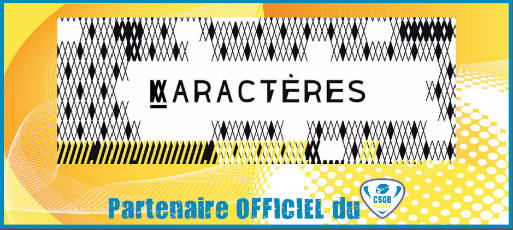 KARACTÈRES
Partenaire OFFICIEL du
CSGB